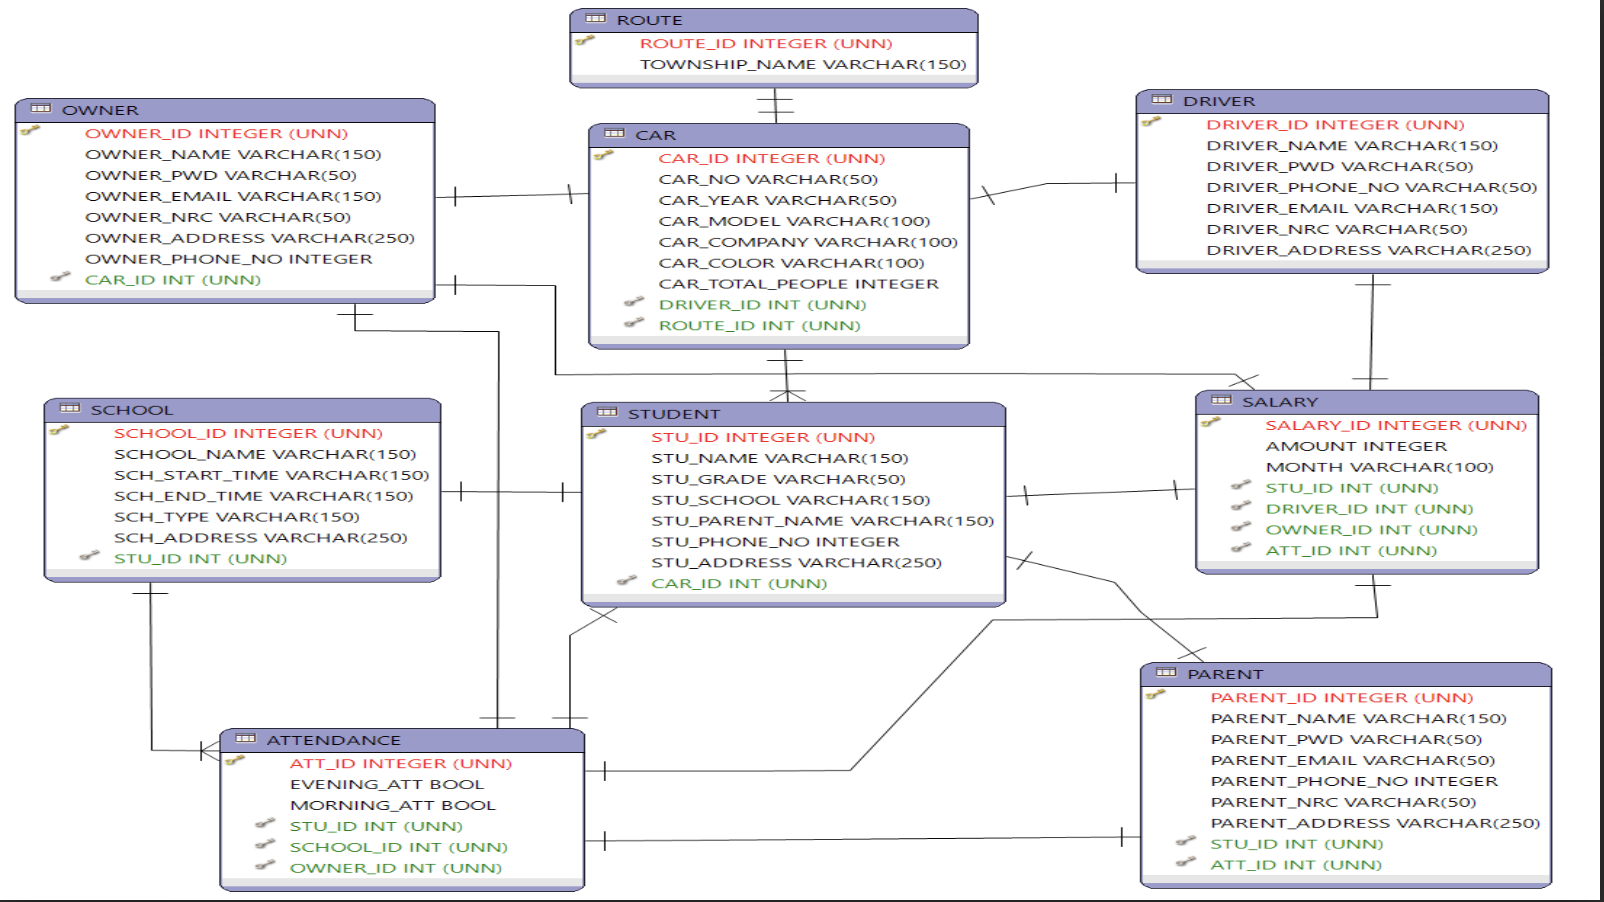 ROUTE
ROUTE_ID INTEGER (UNN)
TOWNSHIP_NAME VARCHAR(150)
OWNER
OWNER_ID INTEGER (UNN)
OWNER_NAME VARCHAR(150)
OWNER_PWD VARCHAR(50)
OWNER_EMAIL VARCHAR(150)
OWNER_NRC VARCHAR(50)
OWNER_ADDRESS VARCHAR(250)
OWNER_PHONE_NO INTEGER
CAR_ID INT (UNN)
CAR
CAR_ID INTEGER (UNN)
CAR_NO VARCHAR(50)
CAR_YEAR VARCHAR(50)
CAR_MODEL VARCHAR(100)
CAR_COMPANY VARCHAR(100)
CAR_COLOR VARCHAR(100)
CAR_TOTAL_PEOPLE INTEGER
DRIVER_ID INT (UNN)
ROUTE_ID INT (UNN)
DRIVER
DRIVER_ID INTEGER (UNN)
DRIVER_NAME VARCHAR(150)
DRIVER_PWD VARCHAR(50)
DRIVER_PHONE_NO VARCHAR(50)
DRIVER_EMAIL VARCHAR(150)
DRIVER_NRC VARCHAR(50)
DRIVER_ADDRESS VARCHAR(250)
SCHOOL
SCHOOL_ID INTEGER (UNN)
SCHOOL_NAME VARCHAR(150)
SCH_START_TIME VARCHAR(150)
SCH_END_TIME VARCHAR(150)
SCH_TYPE VARCHAR(150)
SCH_ADDRESS VARCHAR(250)
STU_ID INT (UNN)
STUDENT
STU_ID INTEGER (UNN)
STU_NAME VARCHAR(150)
STU_GRADE VARCHAR(50)
STU_SCHOOL VARCHAR(150)
STU_PARENT_NAME VARCHAR(150)
STU_PHONE_NO INTEGER
STU_ADDRESS VARCHAR(250)
CAR_ID INT (UNN)
SALARY
SALARY_ID INTEGER (UNN)
AMOUNT INTEGER
MONTH VARCHAR(100)
STU_ID INT (UNN)
DRIVER_ID INT (UNN)
OWNER_ID INT (UNN)
ATT_ID INT (UNN)
ATTENDANCE
ATT_ID INTEGER (UNN)
EVENING_ATT BOOL
MORNING_ATT BOOL
STU_ID INT (UNN)
SCHOOL_ID INT (UNN)
OWNER_ID INT (UNN)
PARENT
PARENT_ID INTEGER (UNN)
PARENT_NAME VARCHAR(150)
PARENT_PWD VARCHAR(50)
PARENT_EMAIL VARCHAR(50)
PARENT_PHONE_NO INTEGER
PARENT_NRC VARCHAR(50)
PARENT_ADDRESS VARCHAR(250)
STU_ID INT (UNN)
ATT_ID INT (UNN)